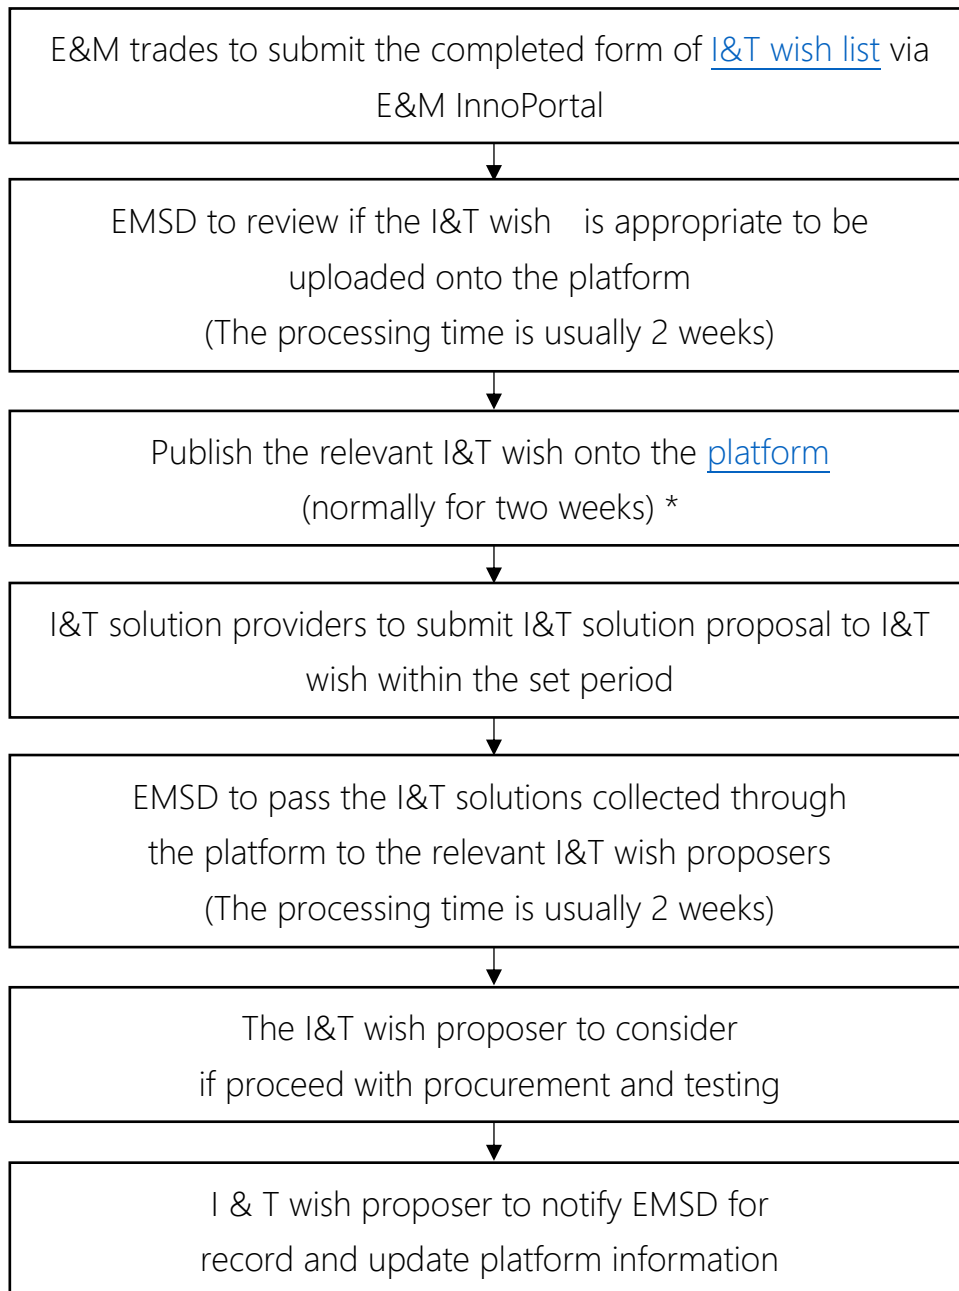 E&M trades to submit the completed form of I&T wish list via
E&M InnoPortal
EMSD to review if the I&T wish is appropriate to be
uploaded onto the platform
(The processing time is usually 2 weeks)
Publish the relevant I&T wish onto the platform
(normally for two weeks) *
I&T solution providers to submit I&T solution proposal to I&T
wish within the set period
EMSD to pass the I&T solutions collected through
the platform to the relevant I&T wish proposers
(The processing time is usually 2 weeks)
The I&T wish proposer to consider
if proceed with procurement and testing
I & T wish proposer to notify EMSD for
record and update platform information